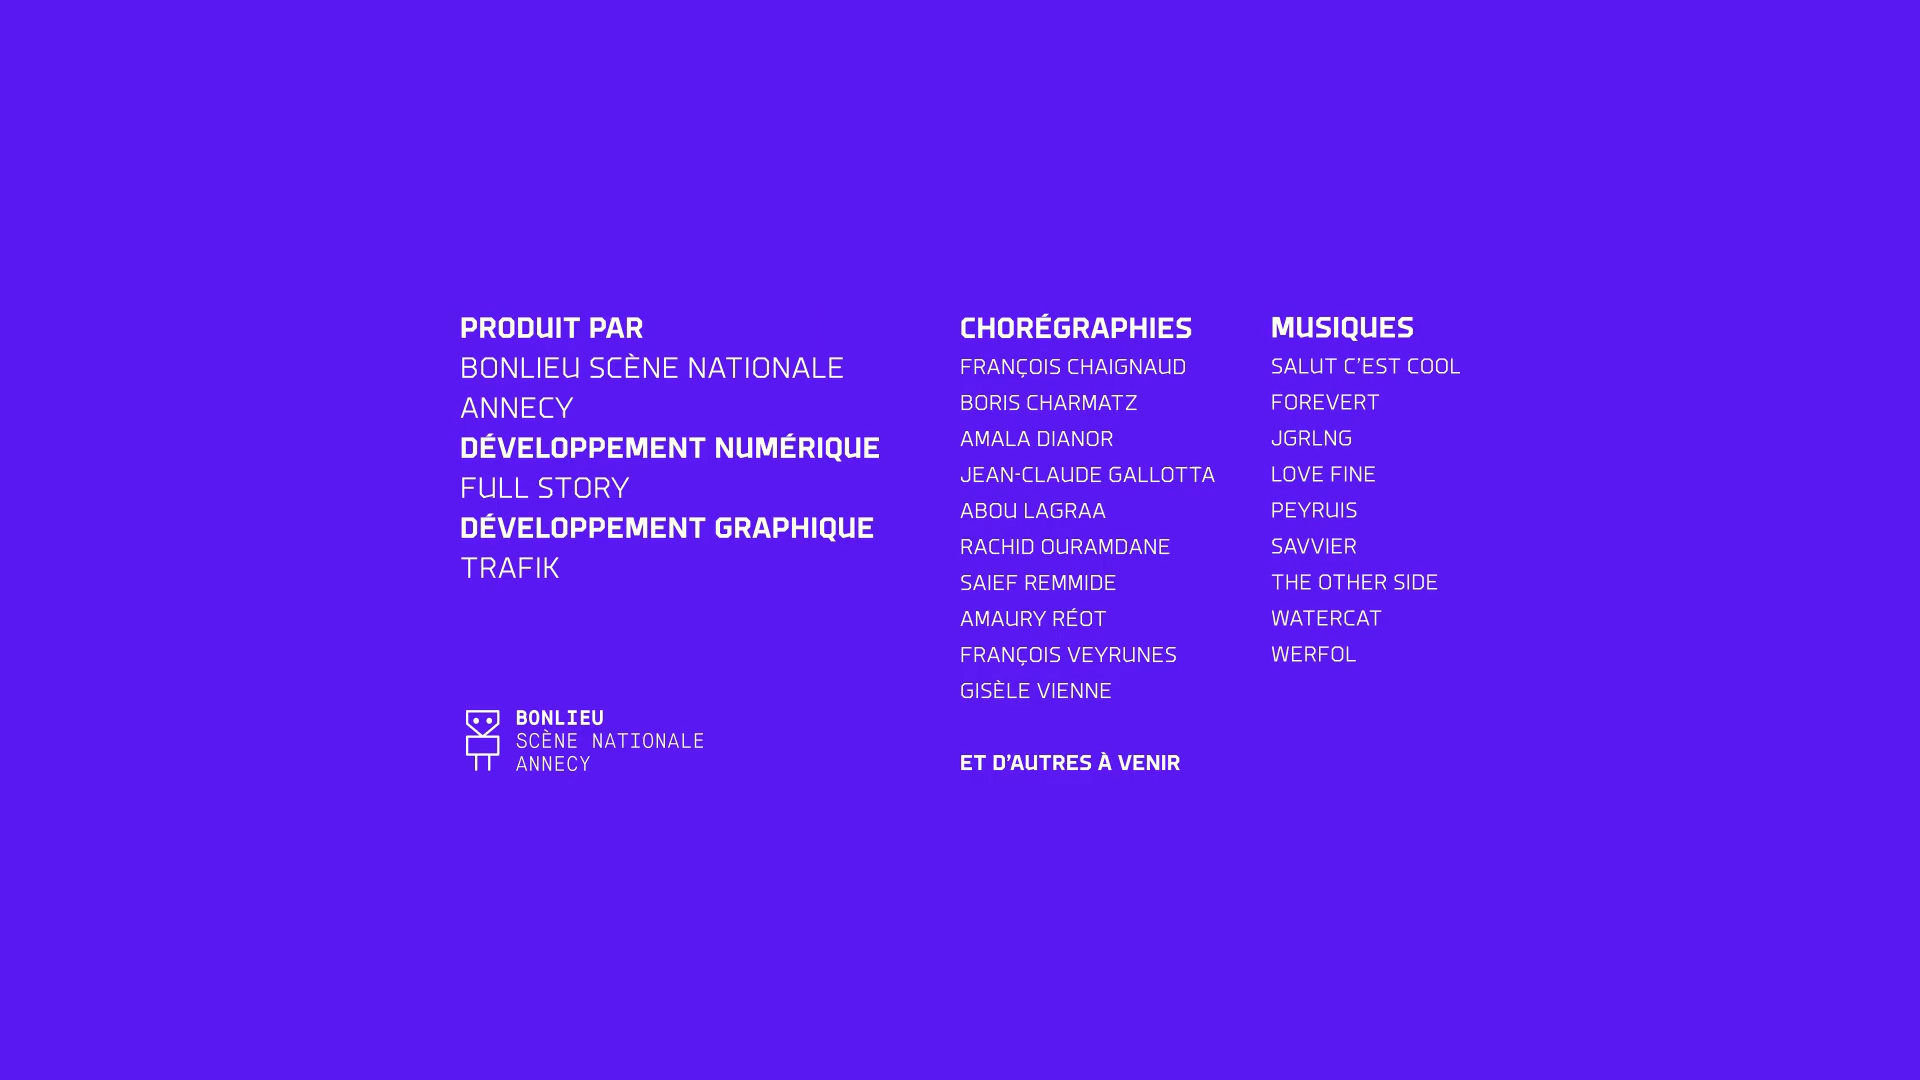 PRODUIT PAR
BONLIEU SCÈNE NATIONALE
ANNECY
DÉVELOPPEMENT NUMÉRIQUE
FULL STORY
DÉVELOPPEMENT GRAPHIQUE
TRAFIK
BONLIEU
SCÈNE NATIONALE
ANNECY
CHORÉGRAPHIES
FRANÇOIS CHAIGNAUD
BORIS CHARMATZ
AMALA DIANOR
JEAN-CLAUDE GALLOTTA
ABOU LAGRAA
RACHID OURAMDANE
SAIEF REMMIDE
AMAURY RÉOT
FRANÇOIS VEYRUNES
GISÈLE VIENNE
ET D'AUTRES À VENIR
MUSIQUES
SALUT C'EST COOL
FOREVERT
JGRLNG
LOVE FINE
PEYRUIS
SAVVIER
THE OTHER SIDE
WATERCAT
WERFOL